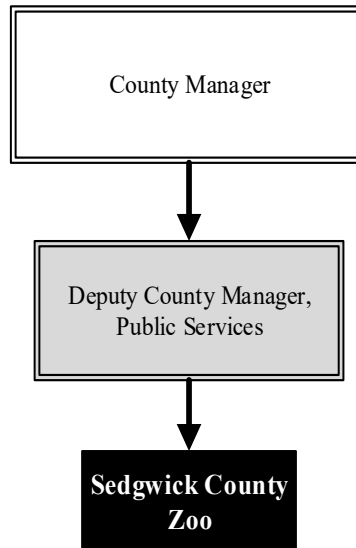 County Manager
Deputy County Manager,
Public Services
Sedgwick County
Zoo